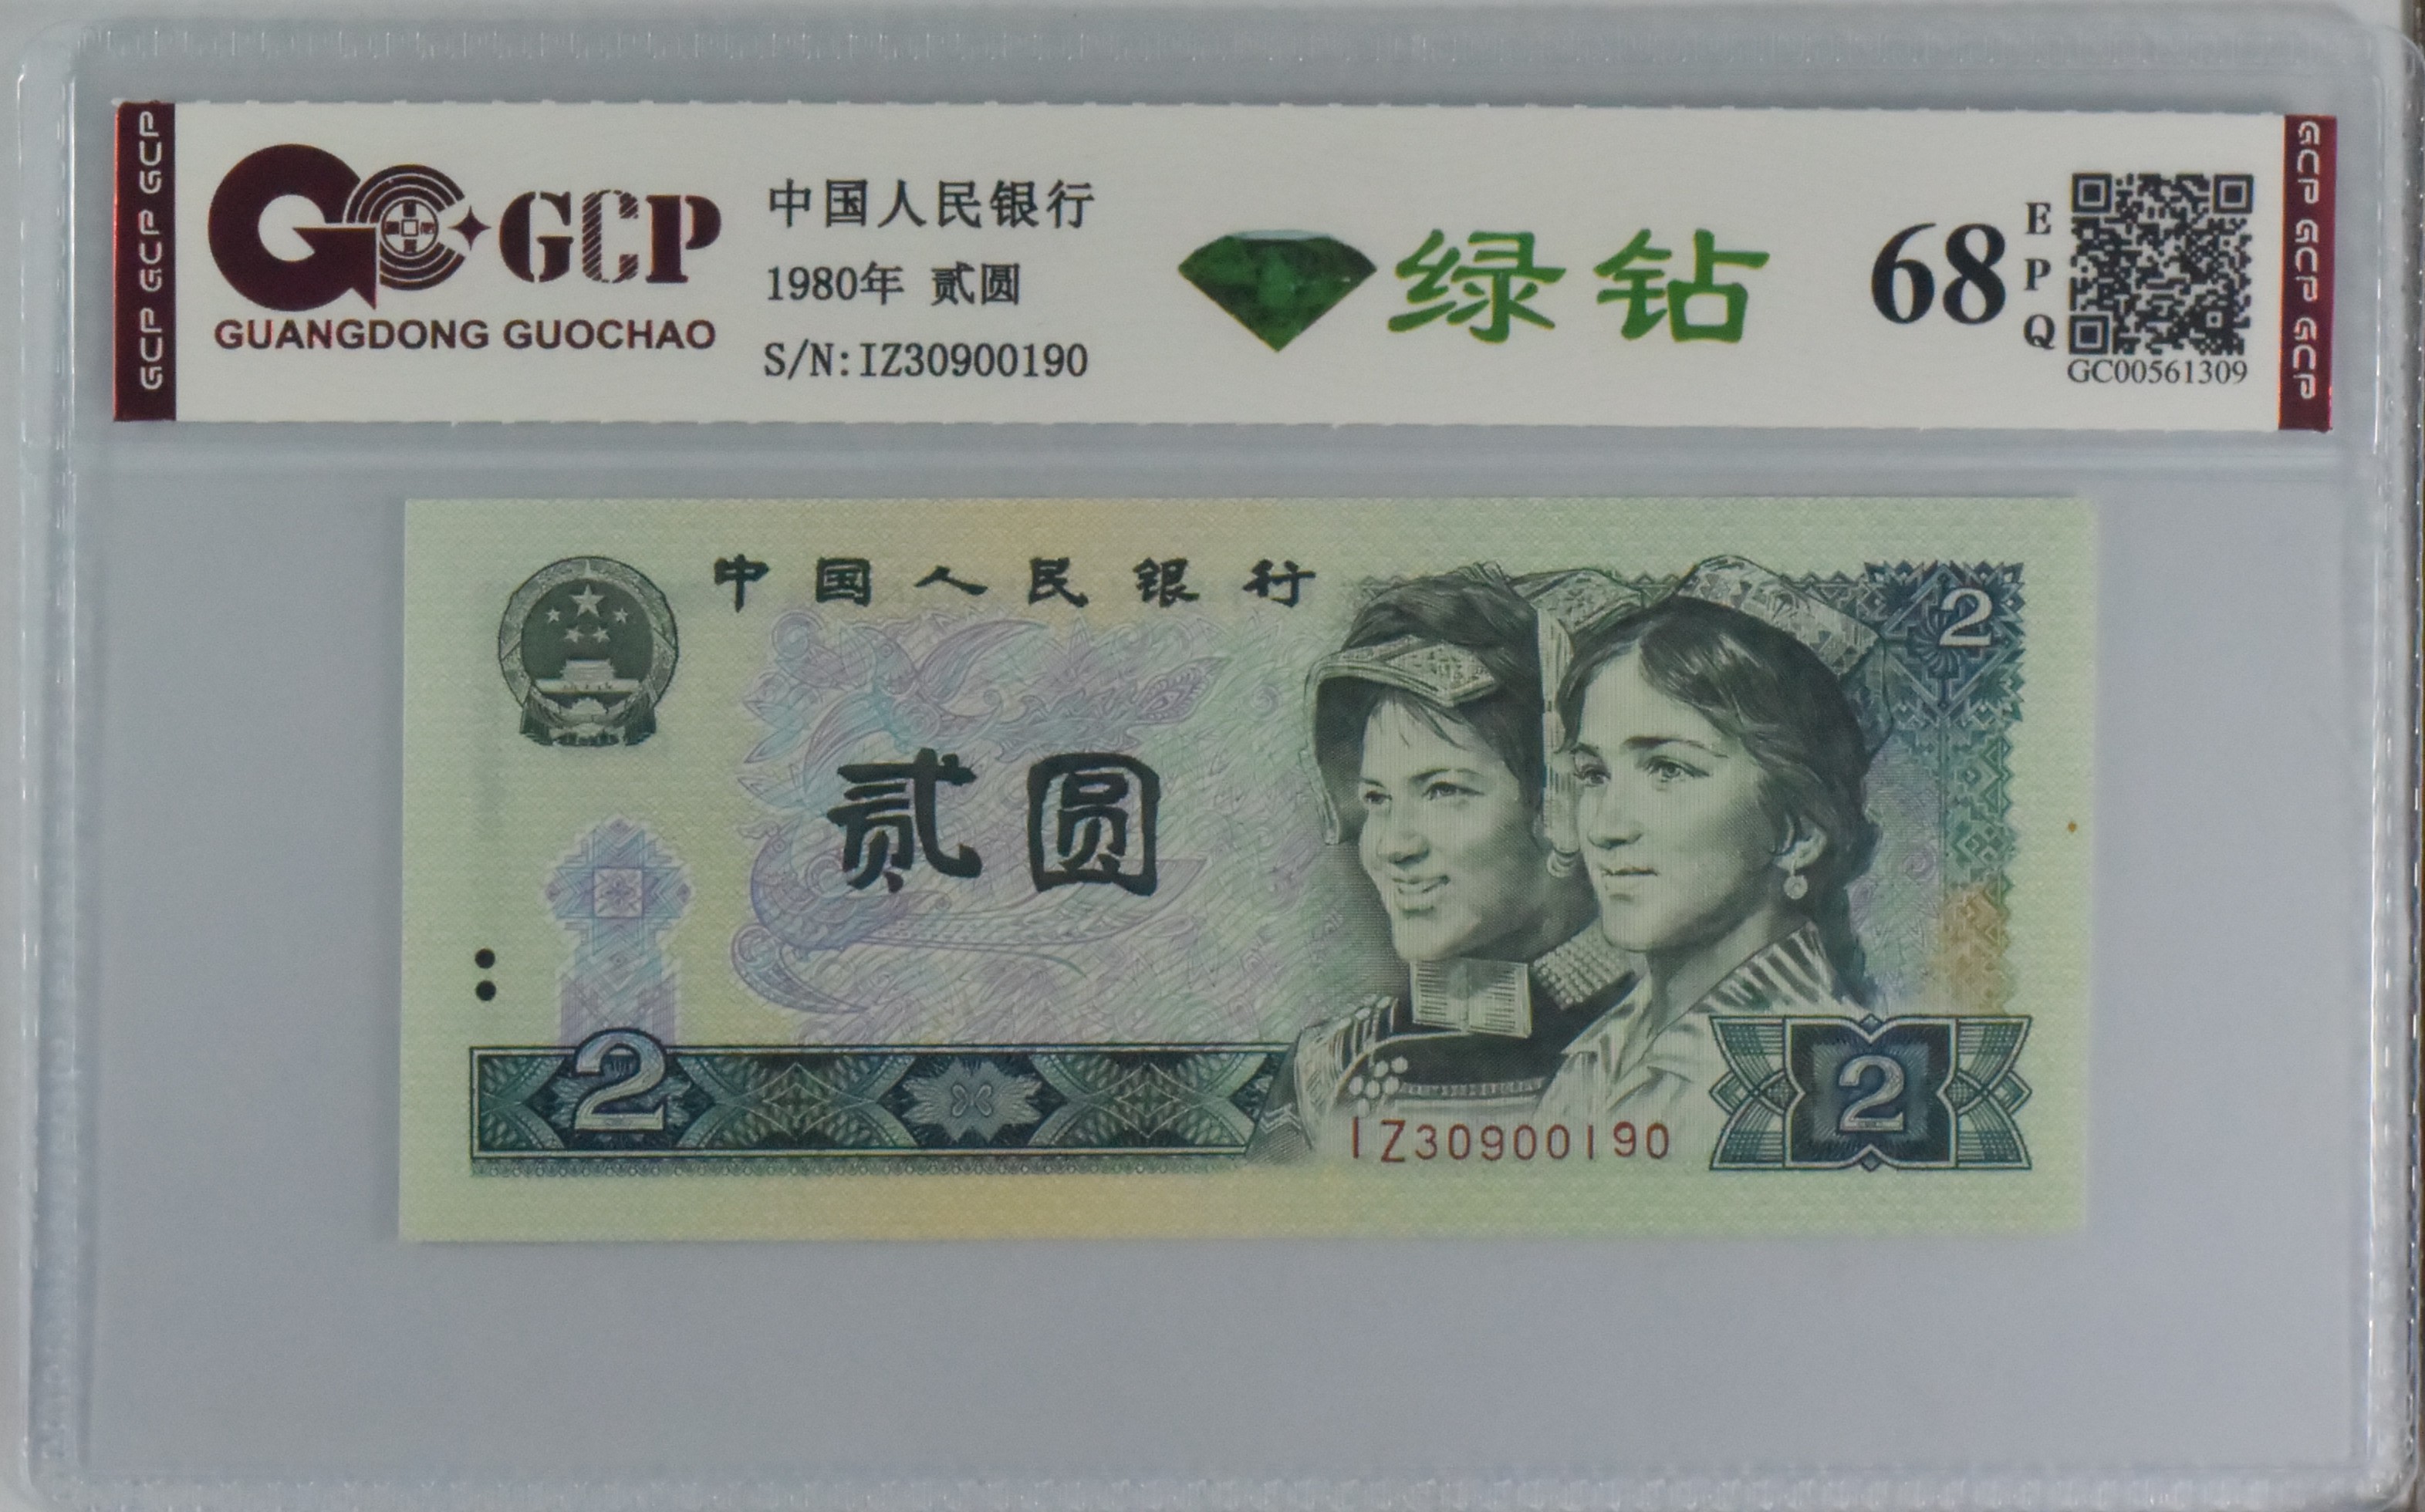 GCP GCP GCP
GCP
GUANGDONG GUOCHAO
中国人民银行
1980年 贰圆
S/N:IZ30900190
绿钻
68
EPQ
GC00561309
GCP GCP GCP
中国人民银行
2
贰圆
2
IZ30900190
2